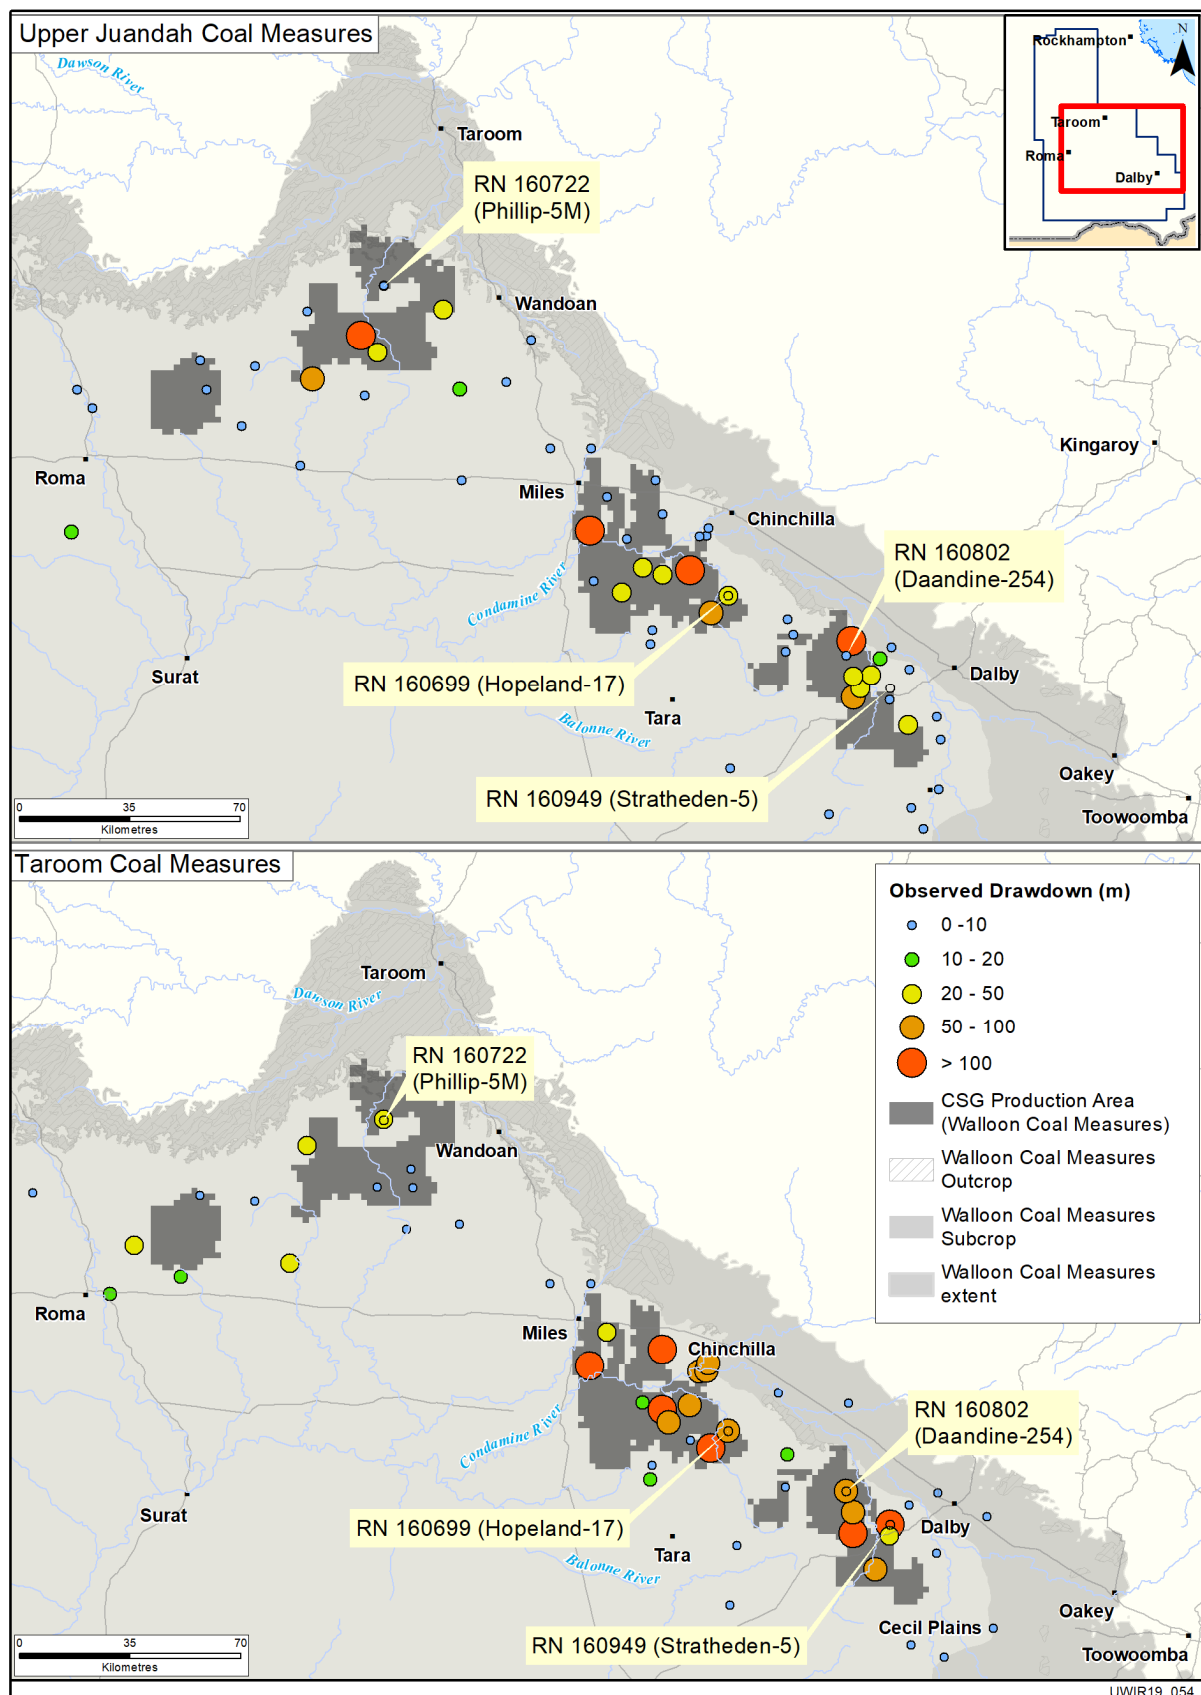 Upper Juandah Coal Measures
Rockhampton
N
Taroom
Roma
Dalby
Dawson River
Taroom
RN 160722
(Phillip-5M)
Wandoan
Kingaroy
Roma
Miles
Chinchilla
RN 160802
(Daandine-254)
Condamine River
Surat
RN 160699 (Hopeland-17)
Dalby
Tara
Balonne River
Oakey
RN 160949 (Stratheden-5)
Toowoomba
0 35 70
Kilometres
Taroom Coal Measures
Observed Drawdown (m)
0 -10
10 - 20
20 - 50
50 - 100
> 100
CSG Production Area
(Walloon Coal Measures)
Walloon Coal Measures
Outcrop
Walloon Coal Measures
Subcrop
Walloon Coal Measures
extent
Taroom
Dawson River
RN 160722
(Phillip-5M)
Wandoan
Roma
Miles
Chinchilla
RN 160802
(Daandine-254)
Condamine River
Surat
RN 160699 (Hopeland-17)
Dalby
Tara
Balonne River
Oakey
Cecil Plains
RN 160949 (Stratheden-5)
Toowoomba
0 35 70
Kilometres
UWIR19_054